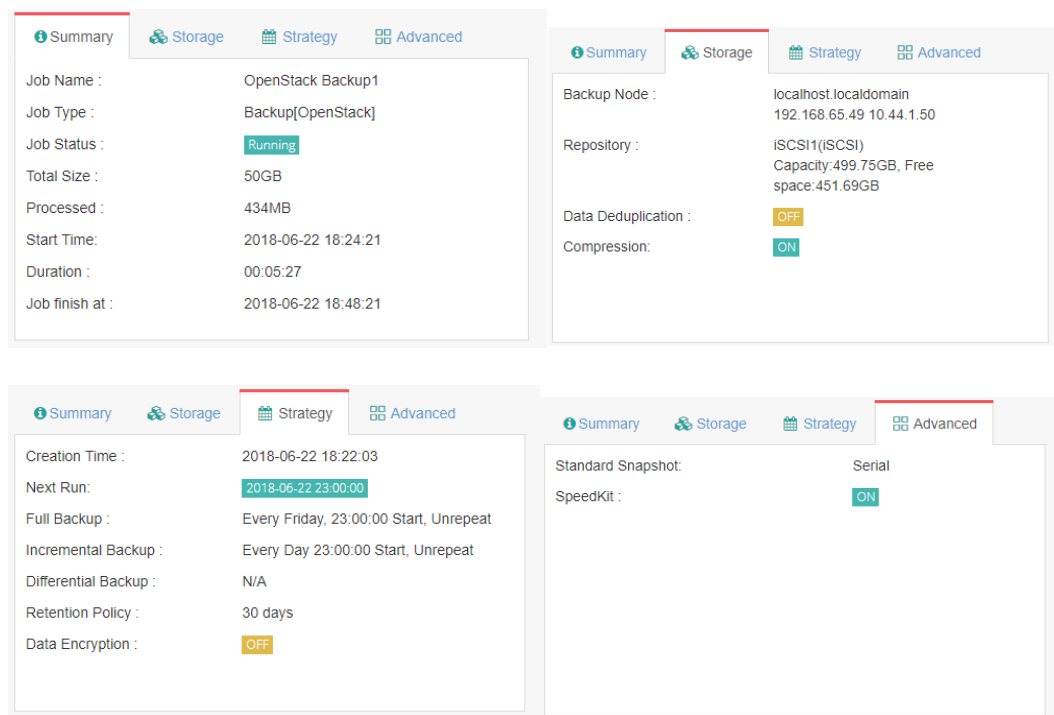 Summary Storage Strategy Advanced
Job Name : OpenStack Backup1
Job Type : Backup[OpenStack]
Job Status : Running
Total Size : 50GB
Processed : 434MB
Start Time: 2018-06-22 18:24:21
Duration : 00:05:27
Job finish at : 2018-06-22 18:48:21
Summary Storage Strategy Advanced
Backup Node : localhost.localdomain
192.168.65.49 10.44.1.50
Repository : iSCSI1(iSCSI)
Capacity:499.75GB, Free
space:451.69GB
Data Deduplication : OFF
Compression: ON
Summary Storage Strategy Advanced
Creation Time : 2018-06-22 18:22:03
Next Run: 2018-06-22 23:00:00
Full Backup : Every Friday, 23:00:00 Start, Unrepeat
Incremental Backup : Every Day 23:00:00 Start, Unrepeat
Differential Backup : N/A
Retention Policy : 30 days
Data Encryption : OFF
Summary Storage Strategy Advanced
Standard Snapshot: Serial
SpeedKit : ON